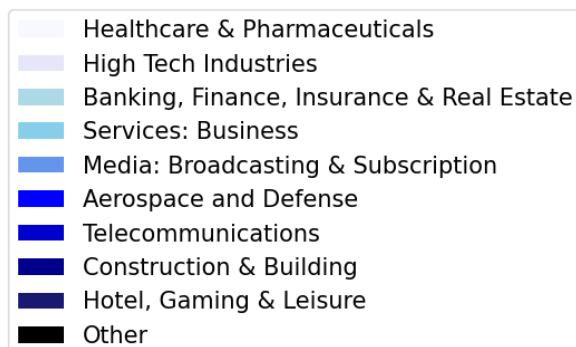 Healthcare & Pharmaceuticals
High Tech Industries
Banking, Finance, Insurance & Real Estate
Services: Business
Media: Broadcasting & Subscription
Aerospace and Defense
Telecommunications
Construction & Building
Hotel, Gaming & Leisure
Other